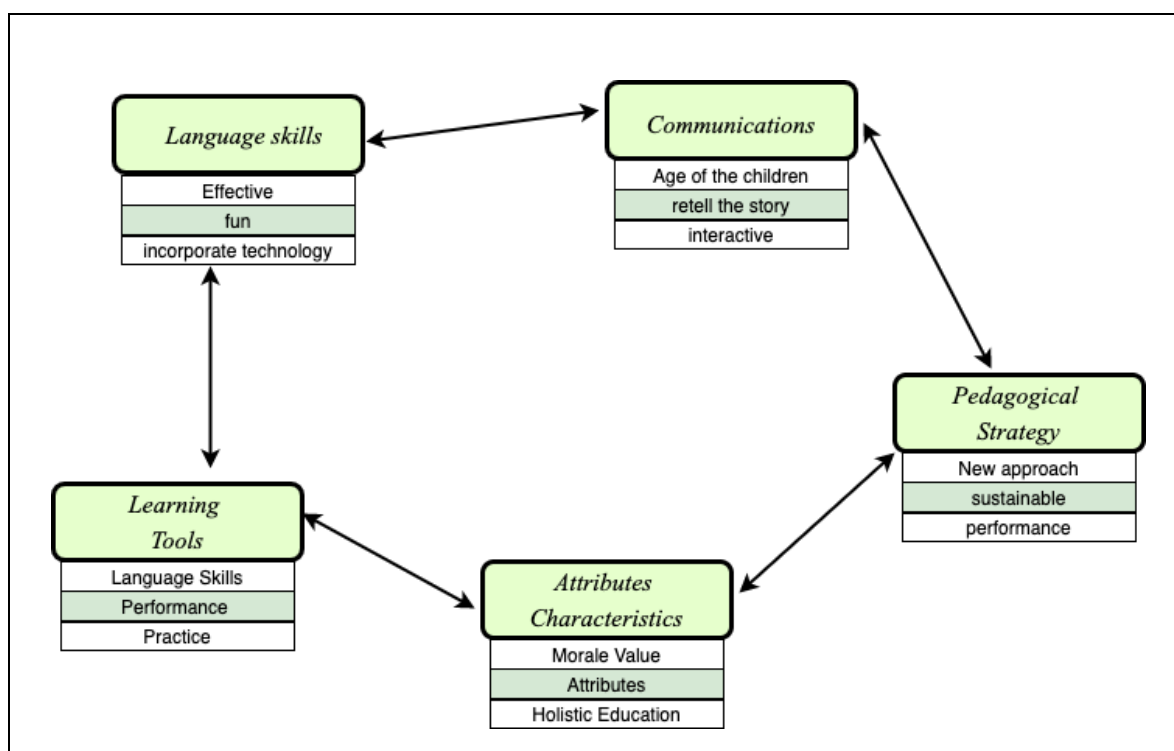 Language skills
Effective
fun
incorporate technology
Communications
Age of the children
retell the story
interactive
Pedagogical
Strategy
New approach
sustainable
performance
Learning
Tools
Language Skills
Performance
Practice
Attributes
Characteristics
Morale Value
Attributes
Holistic Education